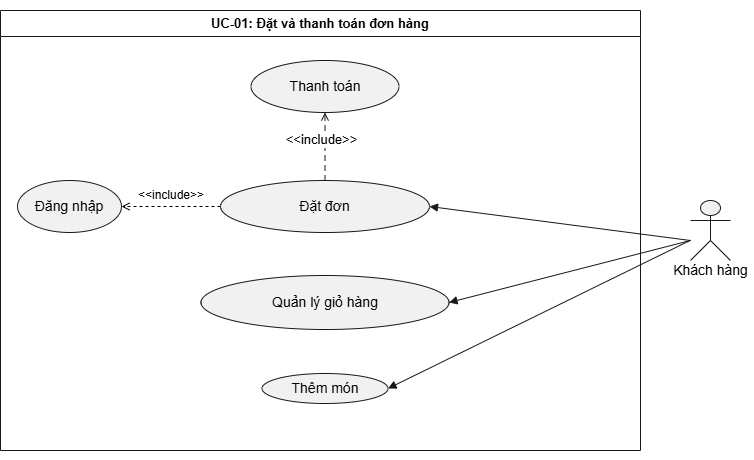 UC-01: Đặt và thanh toán đơn hàng
Thanh toán
<<include>>
Đăng nhập
<<include>>
Đặt đơn
Khách hàng
Quản lý giỏ hàng
Thêm món